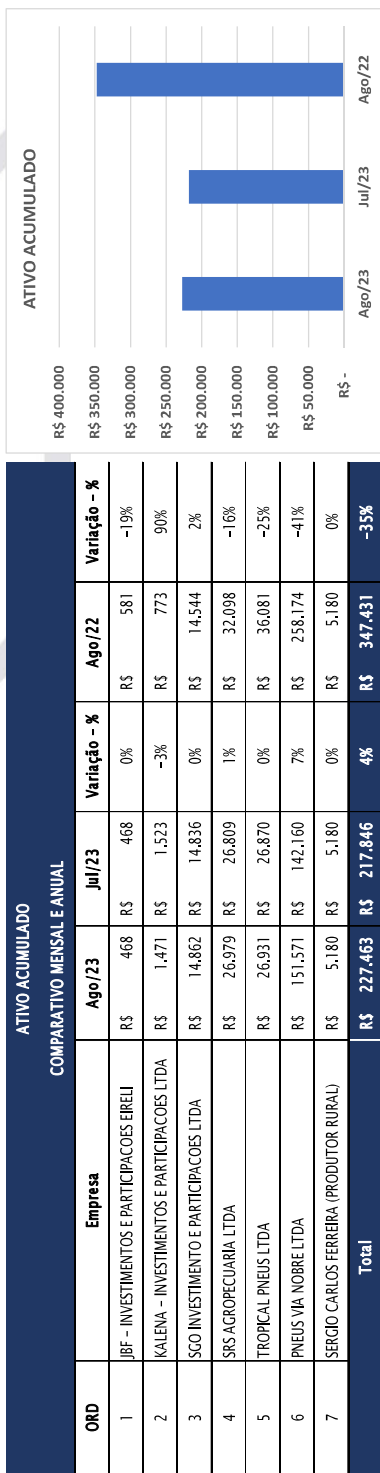 ATIVO ACUMULADO
COMPARATIVO MENSAL E ANUAL
ORD Empresa Ago/23 Jul/23 Variação - % Ago/22 Variação - %
1 JBF - INVESTIMENTOS E PARTICIPACOES EIRELI R$ 468 R$ 468 0% R$ 581 -19%
2 KALENA - INVESTIMENTOS E PARTICIPACOES LTDA R$ 1.471 R$ 1.523 -3% R$ 773 90%
3 SGO INVESTIMENTO E PARTICIPACOES LTDA R$ 14.862 R$ 14.836 0% R$ 14.544 2%
4 SRS AGROPECUARIA LTDA R$ 26.979 R$ 26.809 1% R$ 32.098 -16%
5 TROPICAL PNEUS LTDA R$ 26.931 R$ 26.870 0% R$ 36.081 -25%
6 PNEUS VIA NOBRE LTDA R$ 151.571 R$ 142.160 7% R$ 258.174 -41%
7 SERGIO CARLOS FERREIRA (PRODUTOR RURAL) R$ 5.180 R$ 5.180 0% R$ 5.180 0%
Total R$ 227.463 R$ 217.846 4% R$ 347.431 -35%
ATIVO ACUMULADO
R$ 400.000
R$ 350.000
R$ 300.000
R$ 250.000
R$ 200.000
R$ 150.000
R$ 100.000
R$ 50.000
R$ -
Ago/23 Jul/23 Ago/22